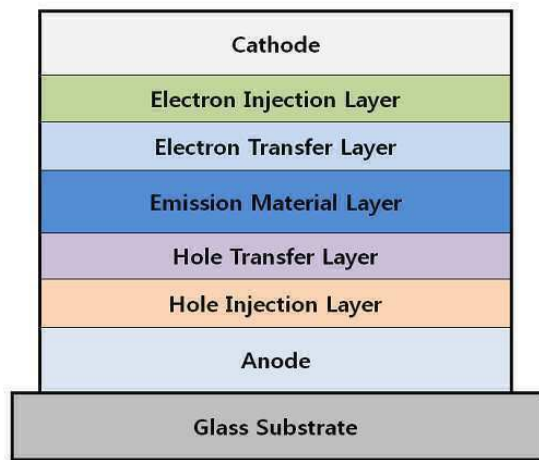 Cathode
Electron Injection Layer
Electron Transfer Layer
Emission Material Layer
Hole Transfer Layer
Hole Injection Layer
Anode
Glass Substrate